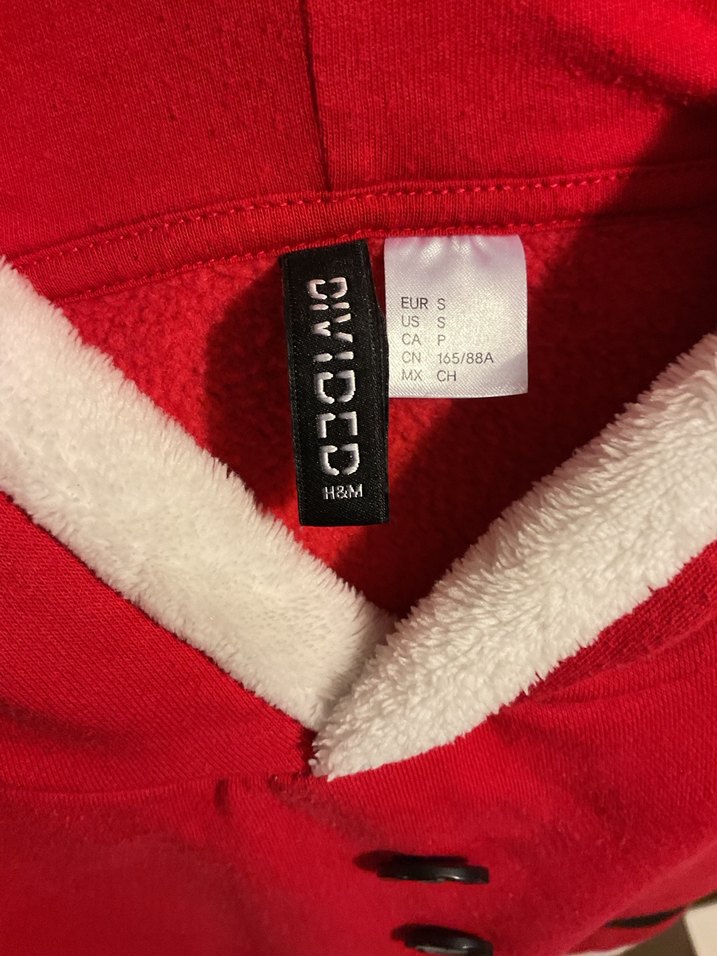 DIVIDED
H&M
EUR S
US S
CA P
CN 165/88A
MX CH